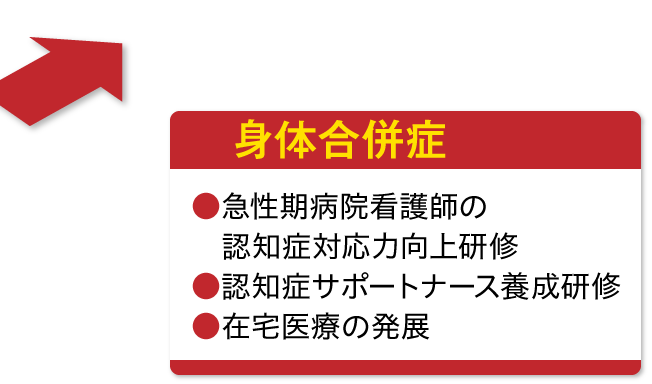 身体合併症
●急性期病院看護師の
認知症対応力向上研修
●認知症サポートナース養成研修
●在宅医療の発展